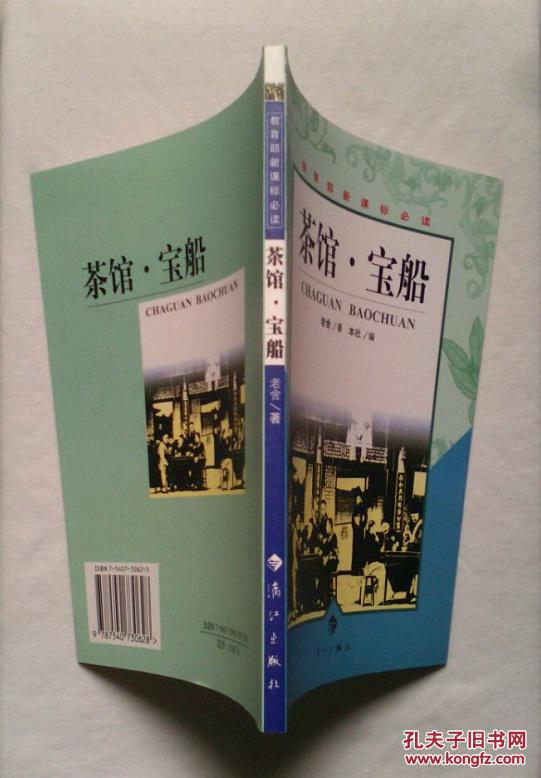 茶馆·宝船
CHAGUAN BAOCHUAN
ISBN 7-5407-3062-5
9 787540 730628 >
教育部新课标必读
茶馆·宝船
老舍/著
漓江出版社
教育部新课标必读
茶馆·宝船
CHAGUAN BAOCHUAN
老舍/著 本社/编
漓江出版社
孔夫子旧书网
www.kongfz.com